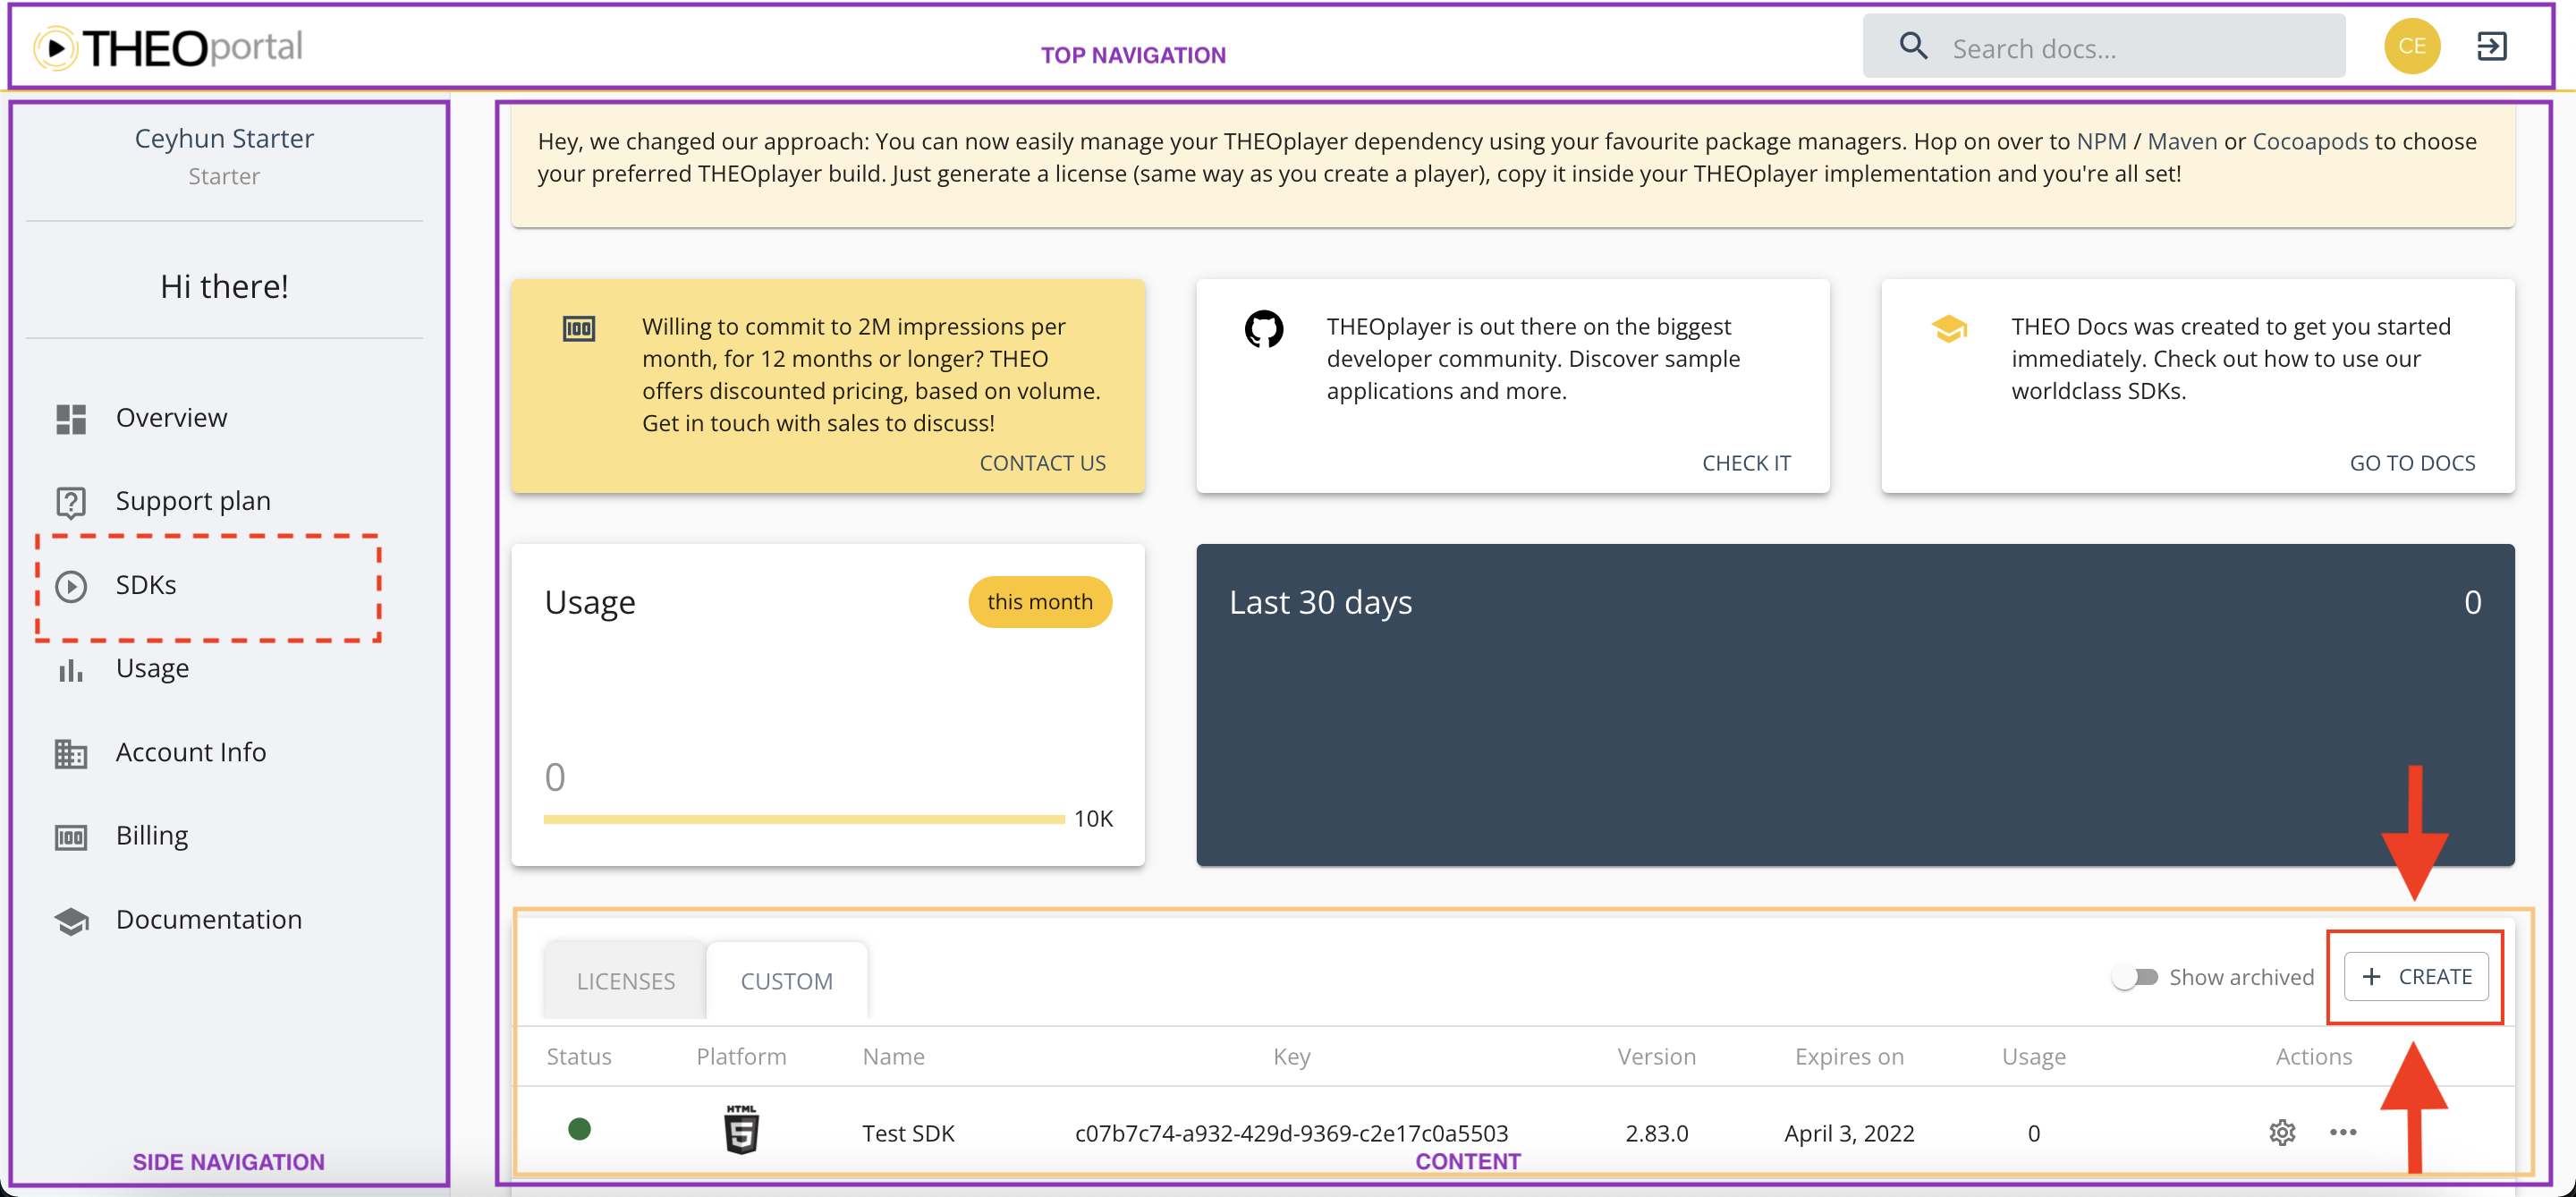 THEOportal
TOP NAVIGATION
Search docs...
CE
Ceyhun Starter
Starter
Hi there!
Overview
Support plan
SDKs
Usage
Account Info
Billing
Documentation
SIDE NAVIGATION
Hey, we changed our approach: You can now easily manage your THEOplayer dependency using your favourite package managers. Hop on over to NPM / Maven or Cocoapods to choose
your preferred THEOplayer build. Just generate a license (same way as you create a player), copy it inside your THEOplayer implementation and you're all set!
Willing to commit to 2M impressions per
month, for 12 months or longer? THEO
offers discounted pricing, based on volume.
Get in touch with sales to discuss!
CONTACT US
THEOplayer is out there on the biggest
developer community. Discover sample
applications and more.
CHECK IT
THEO Docs was created to get you started
immediately. Check out how to use our
worldclass SDKs.
GO TO DOCS
Usage
this month
0
10K
Last 30 days
0
LICENSES
CUSTOM
Show archived
+ CREATE
Status Platform Name Key Version Expires on Usage Actions
HTML
5
Test SDK c07b7c74-a932-429d-9369-c2e17c0a5503 2.83.0 April 3, 2022 0
CONTENT